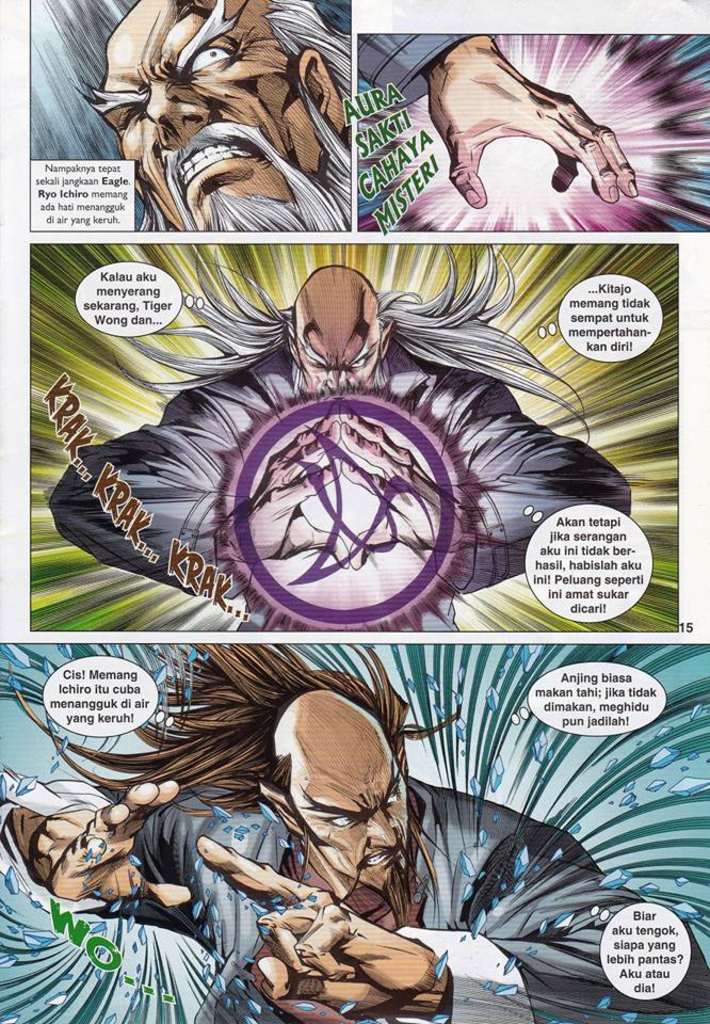 Nampaknya tepat
sekali jangkaan Eagle.
Ryo Ichiro memang
ada hati menangguk
di air yang keruh.
AURA
SAKTI
CAHAYA
MISTERI
Kalau aku
menyerang
sekarang, Tiger
Wong dan...
...Kitajo
memang tidak
sempat untuk
mempertahan-
kan diri!
KRAK...
KRAK...
KRAK...
Akan tetapi
jika serangan
aku ini tidak ber-
hasil, habislah aku
ini! Peluang seperti
ini amat sukar
dicari!
15
Cis! Memang
Ichiro itu cuba
menangguk di air
yang keruh!
Anjing biasa
makan tahi; jika tidak
dimakan, meghidu
pun jadilah!
WO...
Biar
aku tengok,
siapa yang
lebih pantas?
Aku atau
dia!